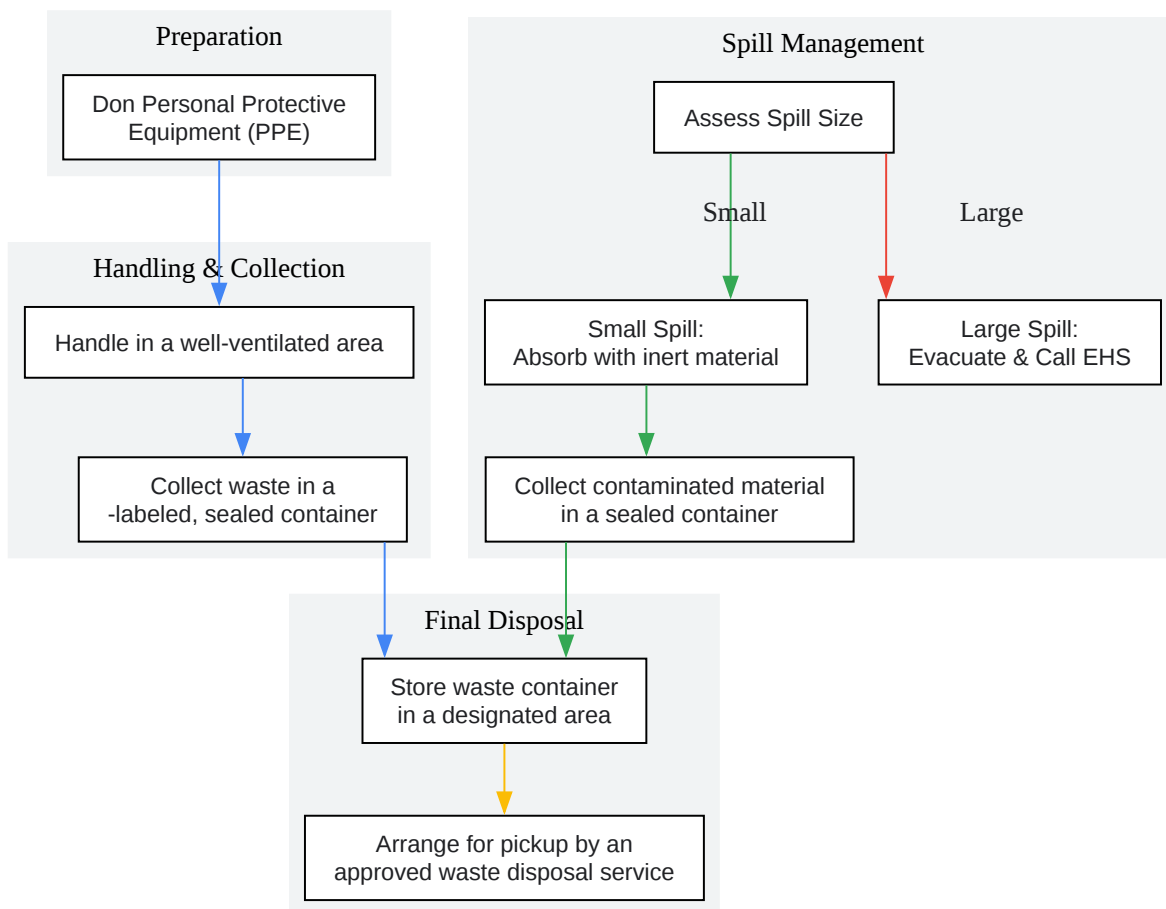 Preparation
Don Personal Protective
Equipment (PPE)
Handling & Collection
Handle in a well-ventilated area
Collect waste in a
-labeled, sealed container
Spill Management
Assess Spill Size
Small
Large
Small Spill:
Absorb with inert material
Large Spill:
Evacuate & Call EHS
Collect contaminated material
in a sealed container
Final Disposal
Store waste container
in a designated area
Arrange for pickup by an
approved waste disposal service